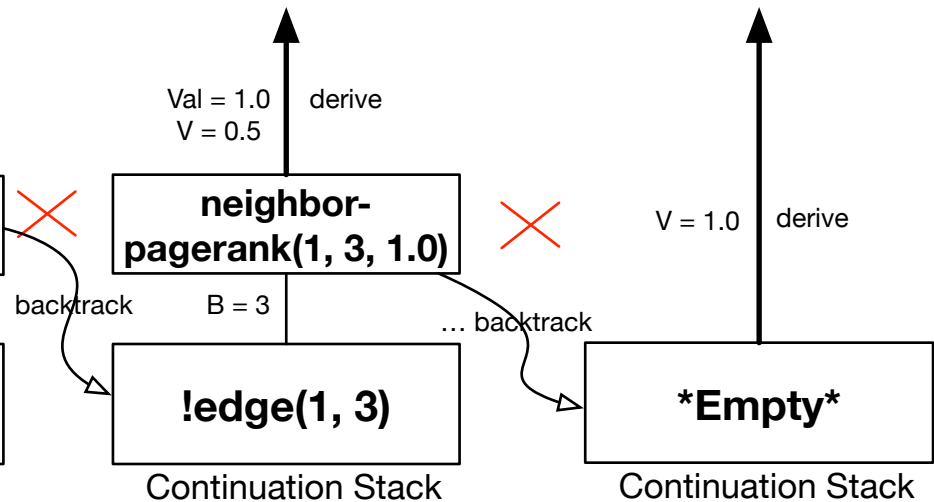 Val = 1.0
V = 0.5
derive
neighbor-
pagerank(1, 3, 1.0)
V = 1.0
derive
backtrack
B = 3
... backtrack
!edge(1, 3)
*Empty*
Continuation Stack
Continuation Stack